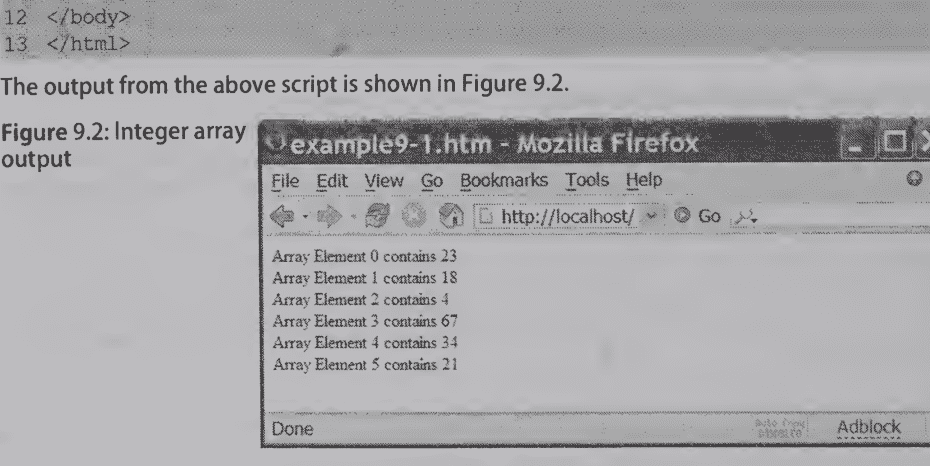 12 </body>
13 </html>
The output from the above script is shown in Figure 9.2.
Figure 9.2: Integer array
output
example9-1.htm - Mozilla Firefox
File Edit View Go Bookmarks Tools Help
http://localhost/ Go
Array Element 0 contains 23
Array Element 1 contains 18
Array Element 2 contains 4
Array Element 3 contains 67
Array Element 4 contains 34
Array Element 5 contains 21
Done Adblock